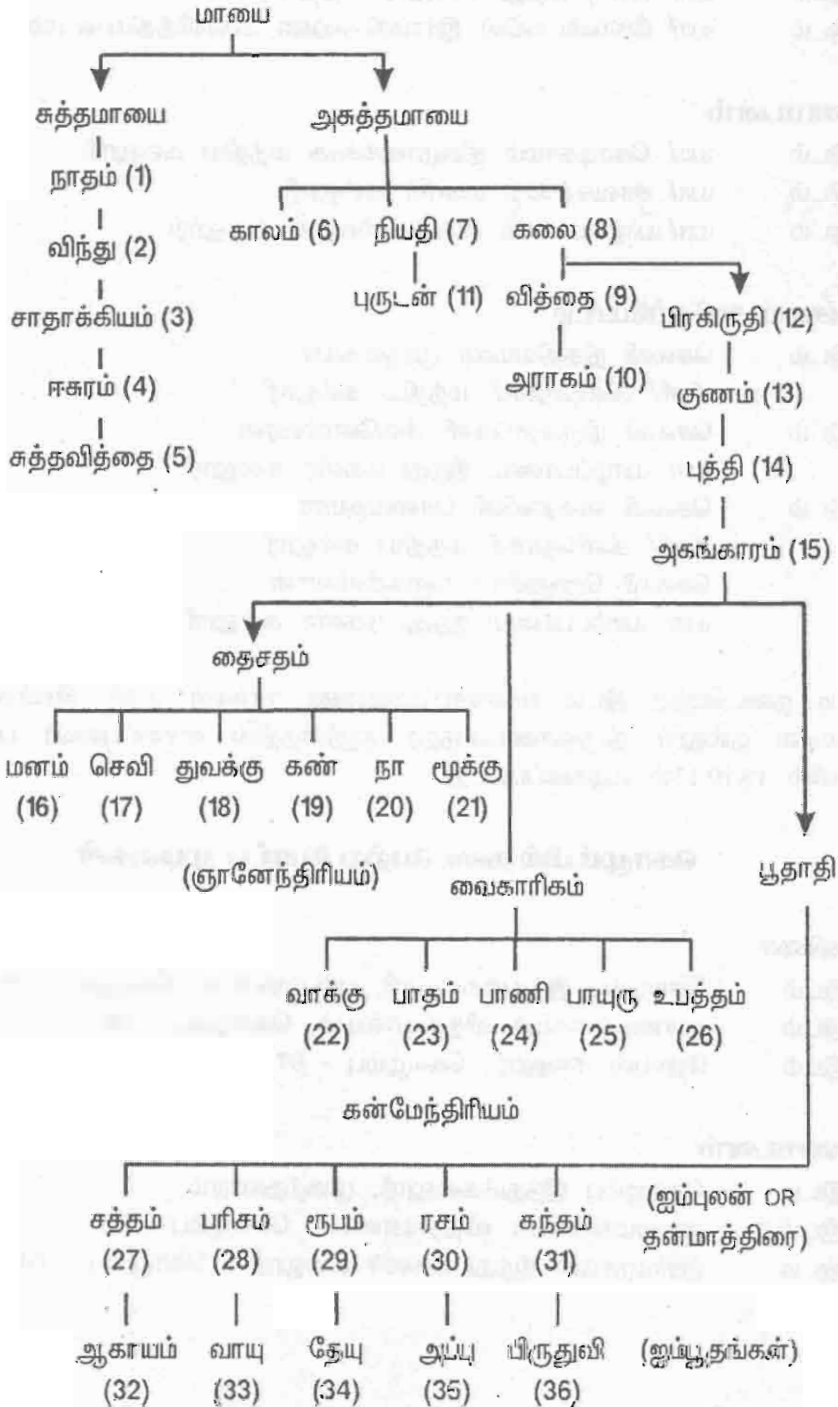 மாயை
சுத்தமாயை அசுத்தமாயை
நாதம் (1)
காலம் (6) நியதி (7) கலை (8)
விந்து (2)
புருடன் (11) வித்தை (9)
பிரகிருதி (12)
சாதாக்கியம் (3)
அராகம் (10)
ஈசுரம் (4)
குணம் (13)
சுத்தவித்தை (5)
புத்தி (14)
அகங்காரம் (15)
தைசதம்
மனம் செவி துவக்கு கண் நா மூக்கு
(16) (17) (18) (19) (20) (21)
(ஞானேந்திரியம்)
வைகாரிகம்
பூதாதி
வாக்கு பாதம் பாணி பாயுரு உபத்தம்
(22) (23) (24) (25) (26)
கன்மேந்திரியம்
சத்தம் பரிசம் ரூபம் ரசம் கந்தம் (ஐம்புலன் OR
(27) (28) (29) (30) (31) தன்மாத்திரை)
ஆகாயம் வாயு தேயு அப்பு பிருதுவி (ஐம்பூதங்கள்)
(32) (33) (34) (35) (36)